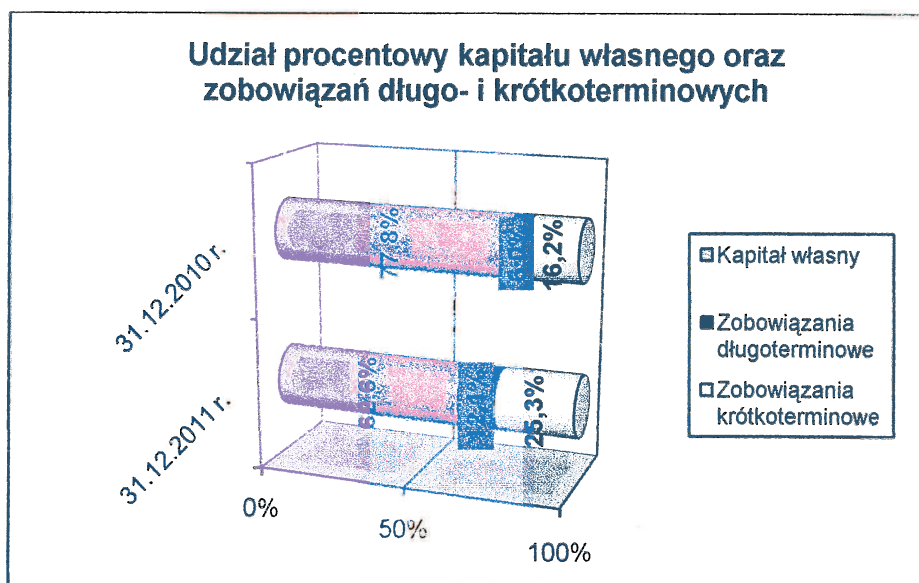 Udział procentowy kapitału własnego oraz
zobowiązań długo- i krótkoterminowych
31.12.2010 r.
77,8%
16,2%
31.12.2011 r.
25,3%
0%
50%
100%
Kapitał własny
Zobowiązania
długoterminowe
Zobowiązania
krótkoterminowe